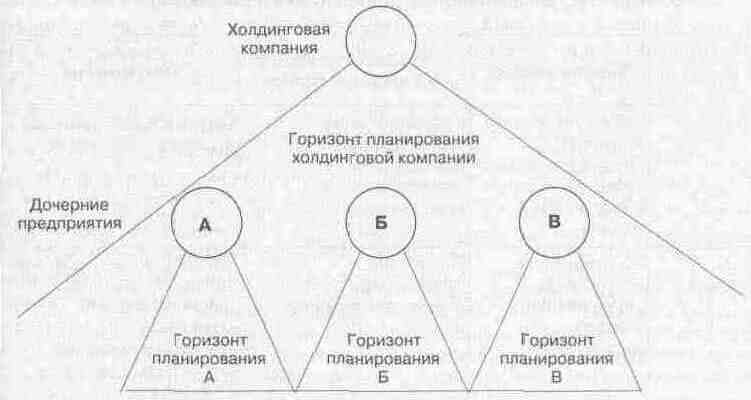 Холдинговая
компания
Горизонт планирования
холдинговой компании
Дочерние
предприятия
А
Б
В
Горизонт
планирования
А
Горизонт
планирования
Б
Горизонт
планирования
В